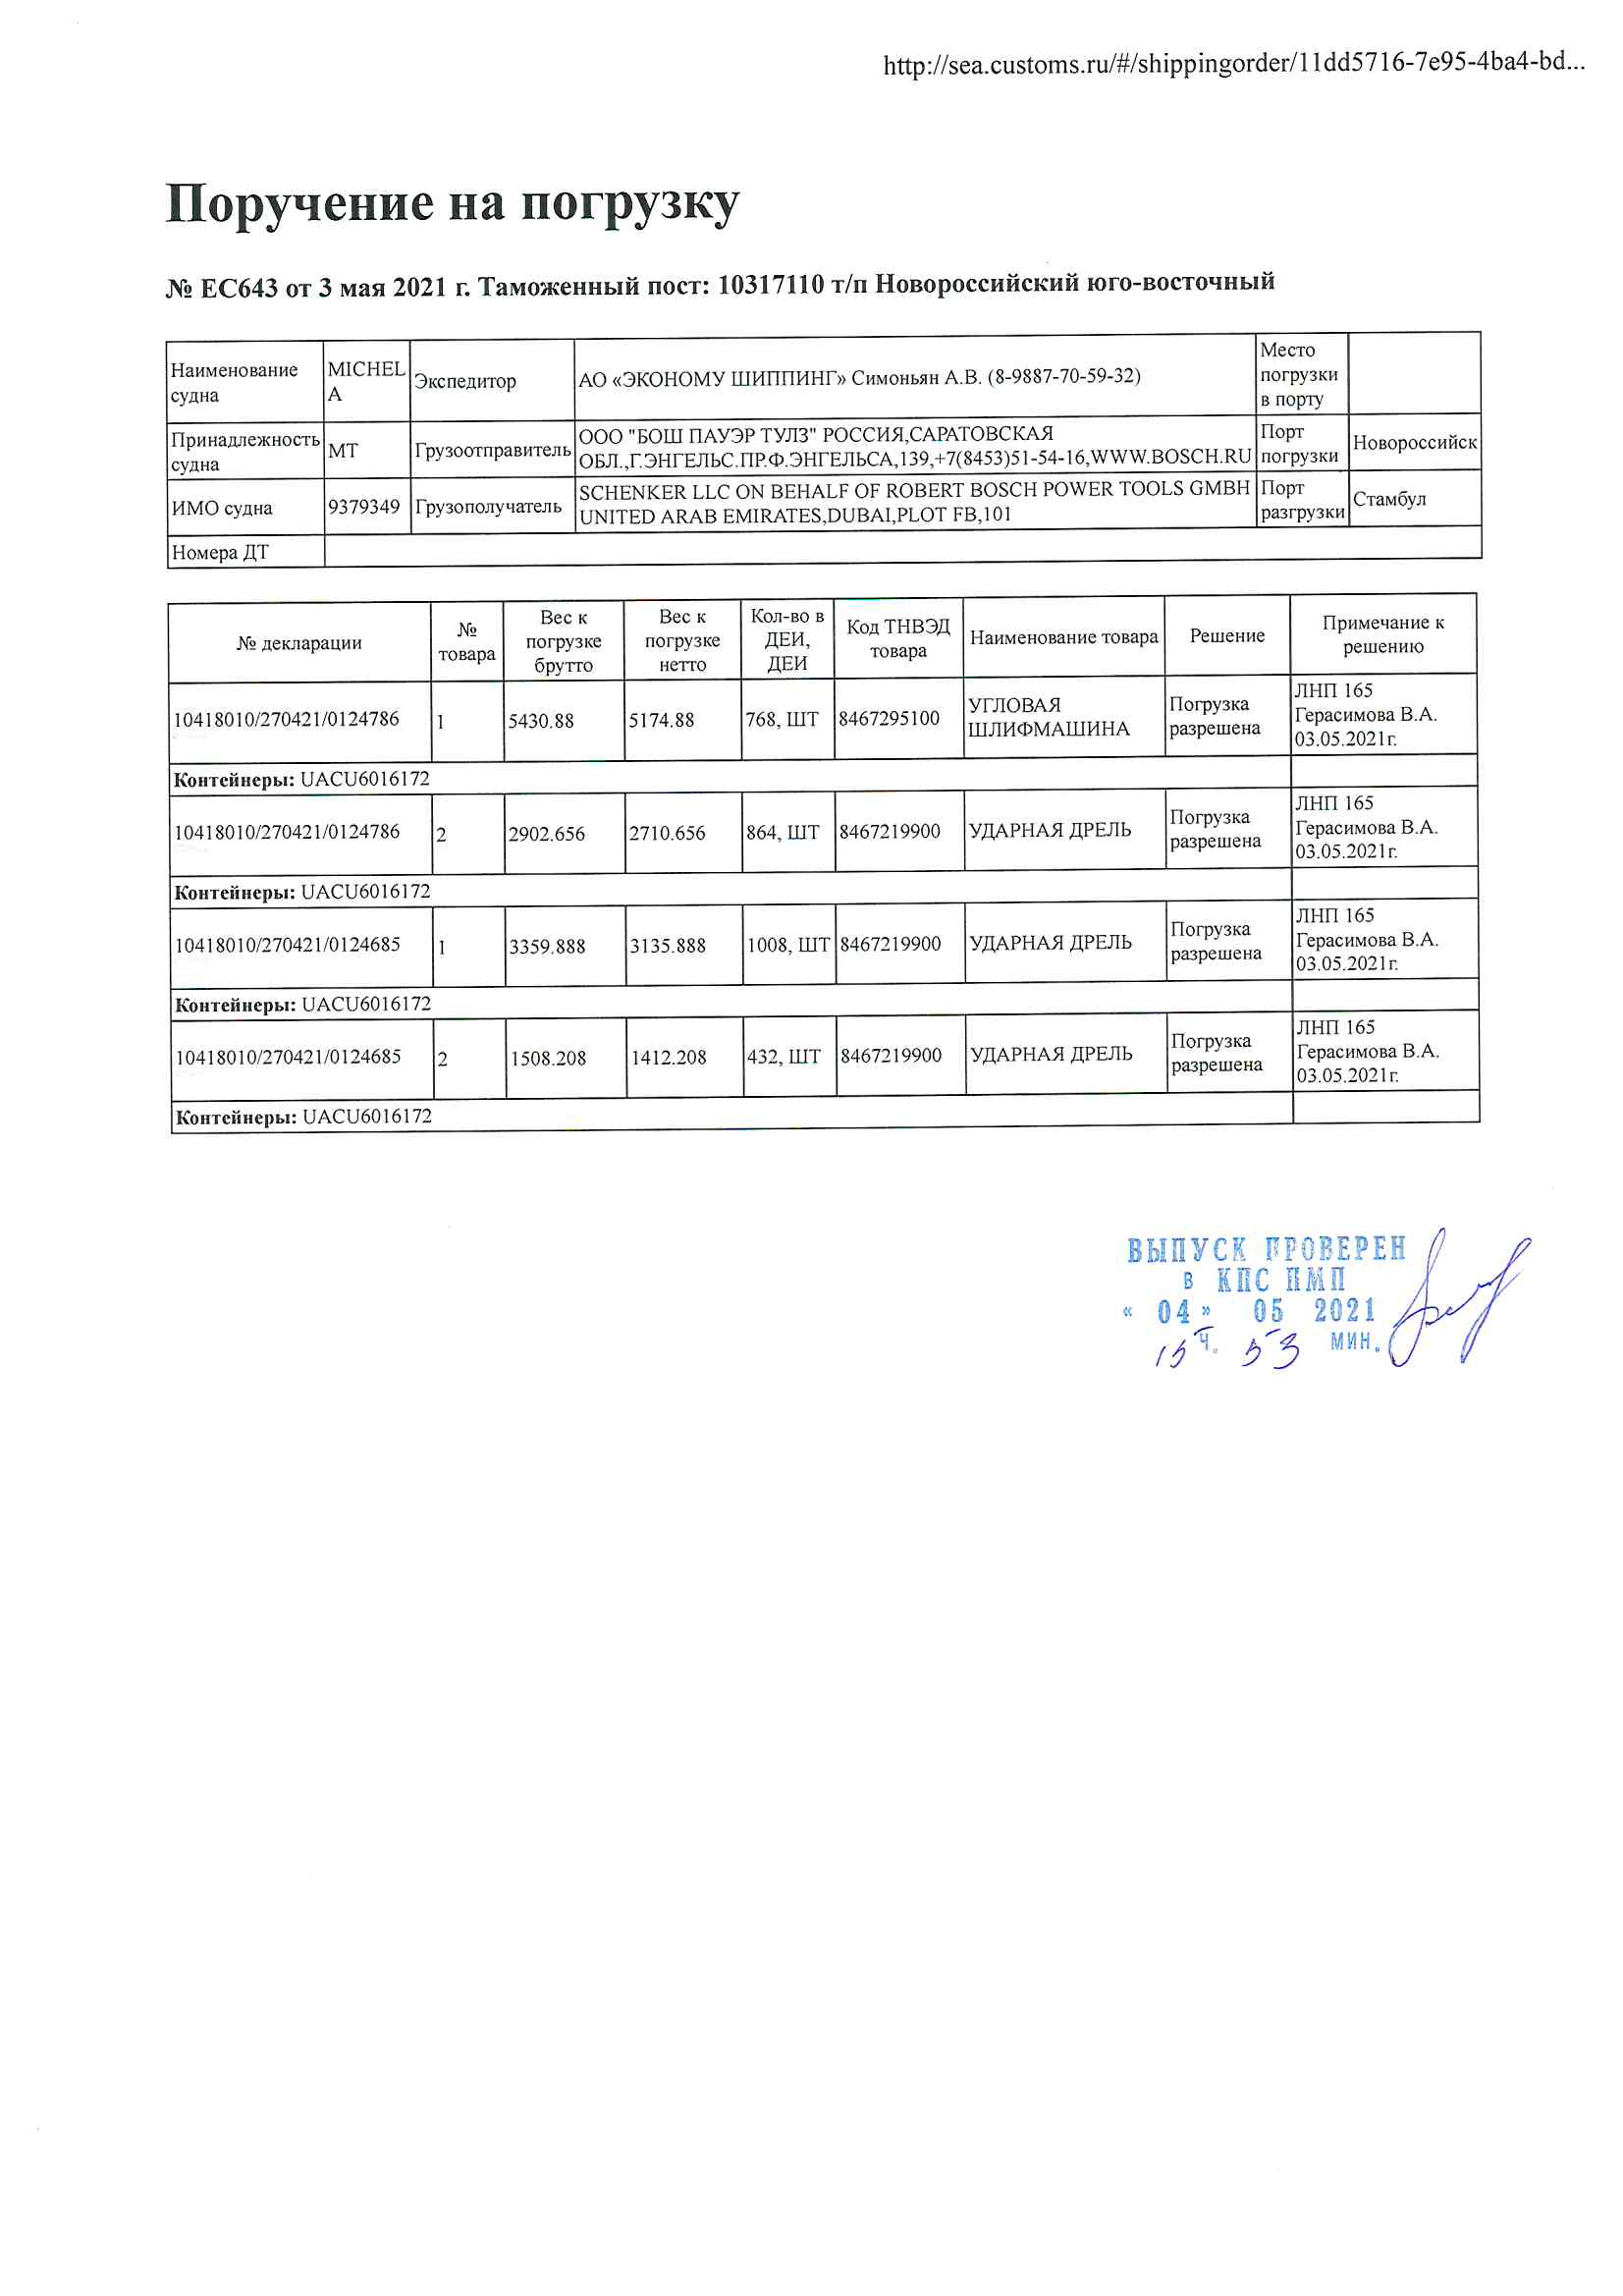 http://sea.customs.ru/#/shippingorder/11dd5716-7e95-4ba4-bd...
Поручение на погрузку
№ ЕС643 от 3 мая 2021 г. Таможенный пост: 10317110 т/п Новороссийский юго-восточный
Наименование судна MICHELA Экспедитор АО «ЭКОНОМУ ШИППИНГ» Симоньян А.В. (8-9887-70-59-32) Место погрузки в порту
Принадлежность судна МТ Грузоотправитель ООО "БОШ ПАУЭР ТУЛЗ" РОССИЯ,САРАТОВСКАЯ ОБЛ.,Г.ЭНГЕЛЬС.ПР.Ф.ЭНГЕЛЬСА,139,+7(8453)51-54-16,WWW.BOSCH.RU Порт погрузки Новороссийск
ИМО судна 9379349 Грузополучатель SCHENKER LLC ON BEHALF OF ROBERT BOSCH POWER TOOLS GMBH UNITED ARAB EMIRATES,DUBAI,PLOT FB,101 Порт разгрузки Стамбул
Номера ДТ
№ декларации № товара Вес к погрузке брутто Вес к погрузке нетто Кол-во в ДЕИ, ДЕИ Код ТНВЭД товара Наименование товара Решение Примечание к решению
10418010/270421/0124786 1 5430.88 5174.88 768, ШТ 8467295100 УГЛОВАЯ ШЛИФМАШИНА Погрузка разрешена ЛНП 165 Герасимова В.А. 03.05.2021г.
Контейнеры: UACU6016172
10418010/270421/0124786 2 2902.656 2710.656 864, ШТ 8467219900 УДАРНАЯ ДРЕЛЬ Погрузка разрешена ЛНП 165 Герасимова В.А. 03.05.2021г.
Контейнеры: UACU6016172
10418010/270421/0124685 1 3359.888 3135.888 1008, ШТ 8467219900 УДАРНАЯ ДРЕЛЬ Погрузка разрешена ЛНП 165 Герасимова В.А. 03.05.2021г.
Контейнеры: UACU6016172
10418010/270421/0124685 2 1508.208 1412.208 432, ШТ 8467219900 УДАРНАЯ ДРЕЛЬ Погрузка разрешена ЛНП 165 Герасимова В.А. 03.05.2021г.
Контейнеры: UACU6016172
ВЫПУСК ПРОВЕРЕН
в КПС ПМП
« 04 » 05 2021
15 ч. 53 мин.